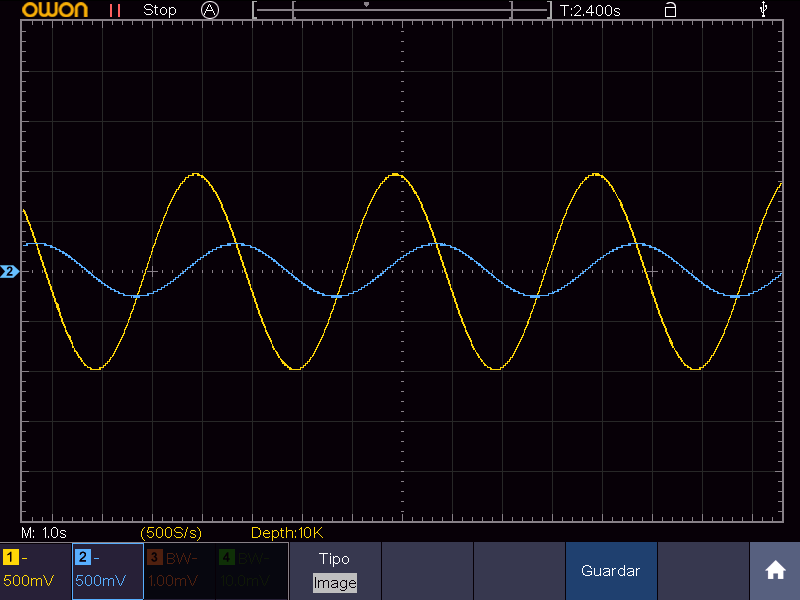 OWON Stop A T:2.400s
2
M: 1.0s (500S/s) Depth:10K
1 - 2 - 3 BW- 4 BW- Tipo
500mV 500mV 1.00mV 10.0mV Image Guardar